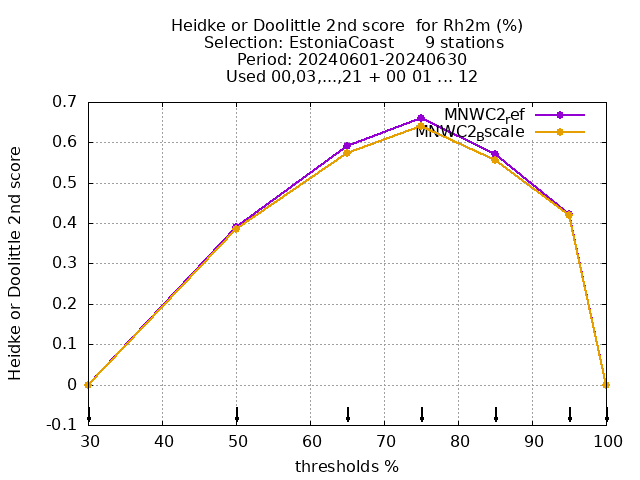 Heidke or Doolittle 2nd score  for Rh2m (%)
Selection: EstoniaCoast      9 stations
Period: 20240601-20240630
Used 00,03,...,21 + 00 01 ... 12
MNWC2ref
MNWC2Bscale
0.7
0.6
0.5
0.4
0.3
0.2
0.1
0
-0.1
Heidke or Doolittle 2nd score
30 40 50 60 70 80 90 100
thresholds %